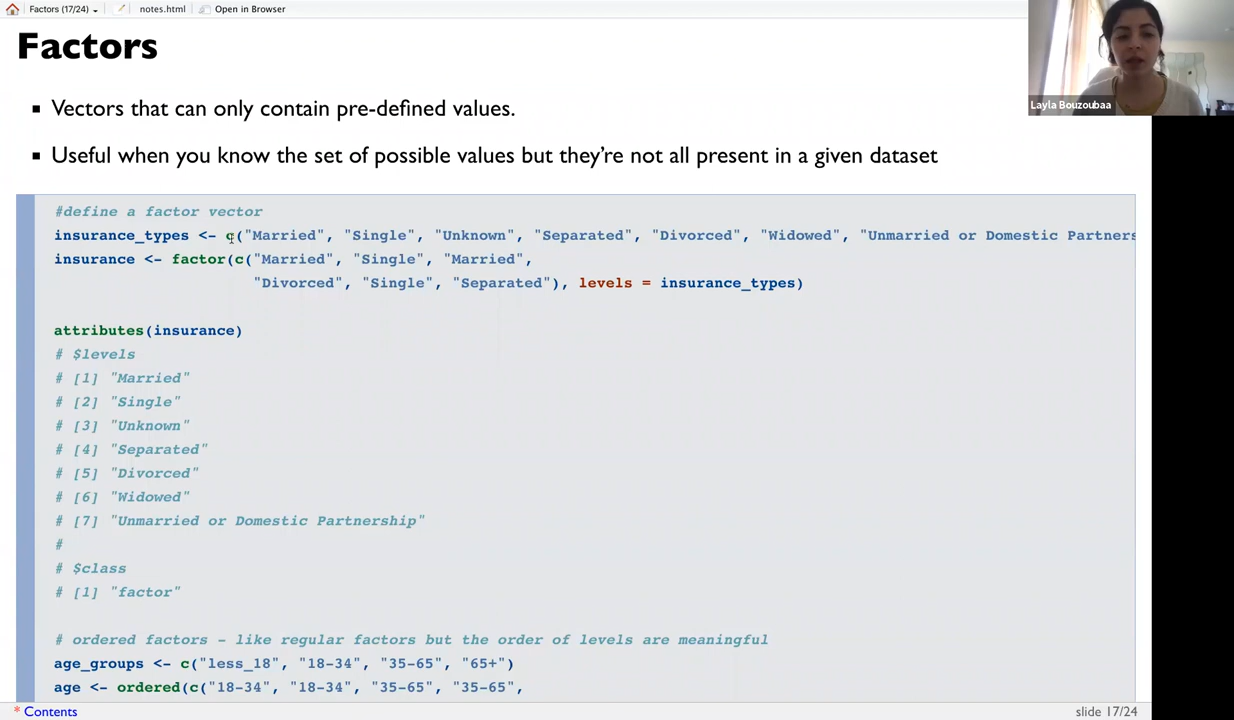 Factors (17/24)
notes.html
Open in Browser
Factors
Layla Bouzoubaa
Vectors that can only contain pre-defined values.
Useful when you know the set of possible values but they're not all present in a given dataset
#define a factor vector
insurance_types <- c("Married", "Single", "Unknown", "Separated", "Divorced", "Widowed", "Unmarried or Domestic Partners
insurance <- factor(c("Married", "Single", "Married",
"Divorced", "Single", "Separated"), levels = insurance_types)
attributes(insurance)
# $levels
# [1] "Married"
# [2] "Single"
# [3] "Unknown"
# [4] "Separated"
# [5] "Divorced"
# [6] "Widowed"
# [7] "Unmarried or Domestic Partnership"
#
# $class
# [1] "factor"
# ordered factors - like regular factors but the order of levels are meaningful
age_groups <- c("less_18", "18-34", "35-65", "65+")
age <- ordered(c("18-34", "18-34", "35-65", "35-65",
* Contents
slide 17/24